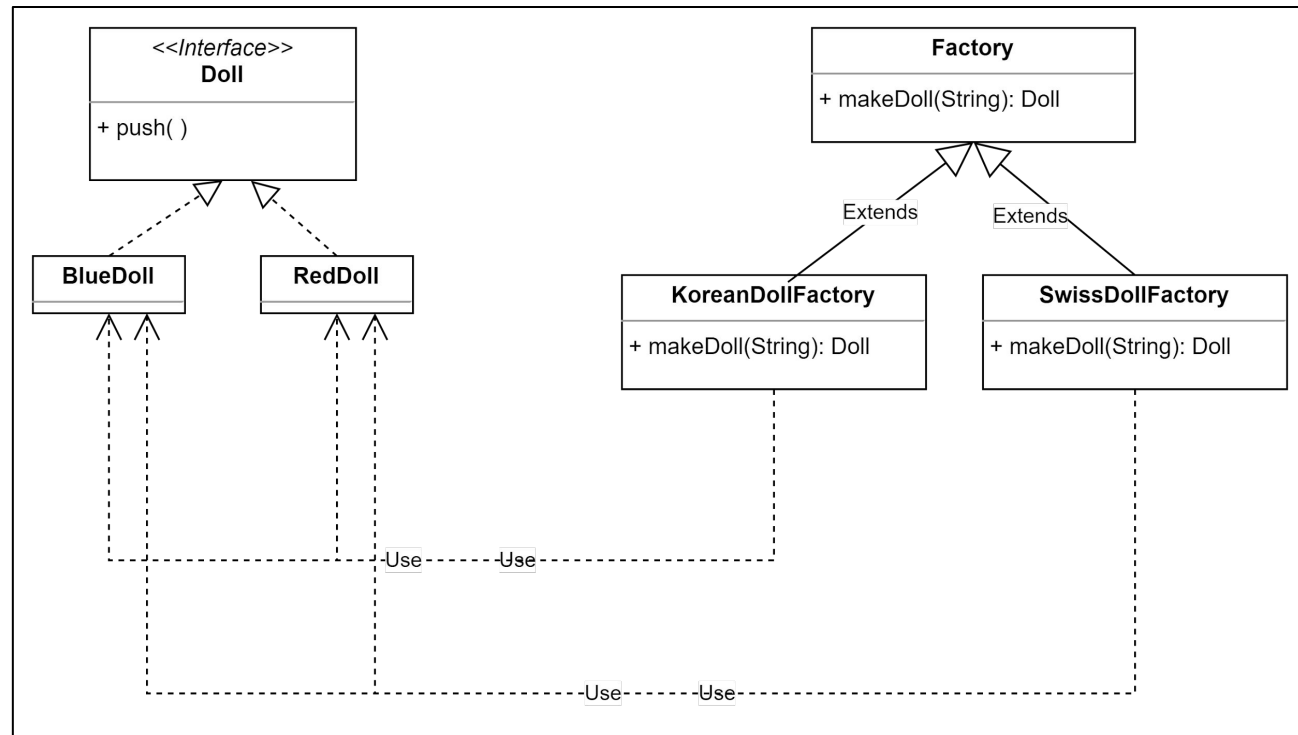 <<Interface>>
Doll
+ push( )
Factory
+ makeDoll(String): Doll
Extends
Extends
BlueDoll
RedDoll
KoreanDollFactory
+ makeDoll(String): Doll
SwissDollFactory
+ makeDoll(String): Doll
Use
Use
Use
Use